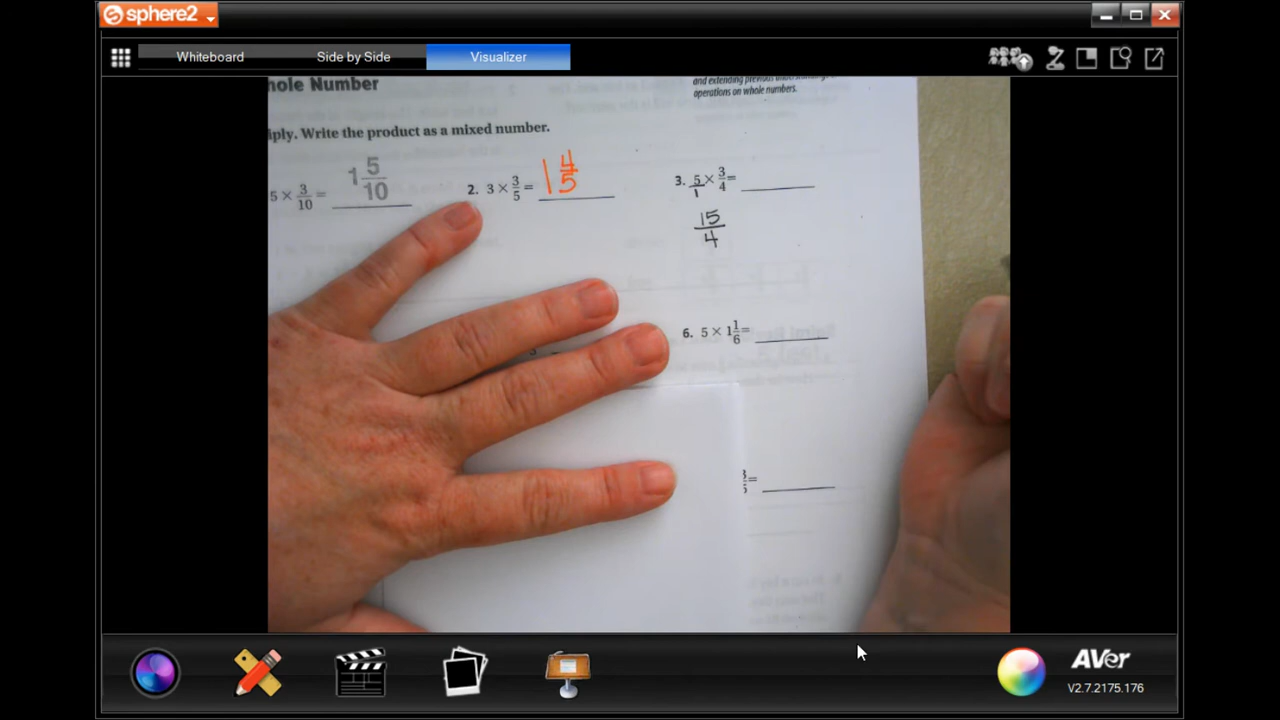 sphere2
Whiteboard Side by Side Visualizer
hole Number
and extending previous
operations on whole numbers.
iply. Write the product as a mixed number.
5 × 3/10 = 1 5/10
2. 3 × 3/5 = 1 4/5
3. 5/1 × 3/4 =
15/4
6. 5 × 1 1/6 =
=
AVer
V2.7.2175.176